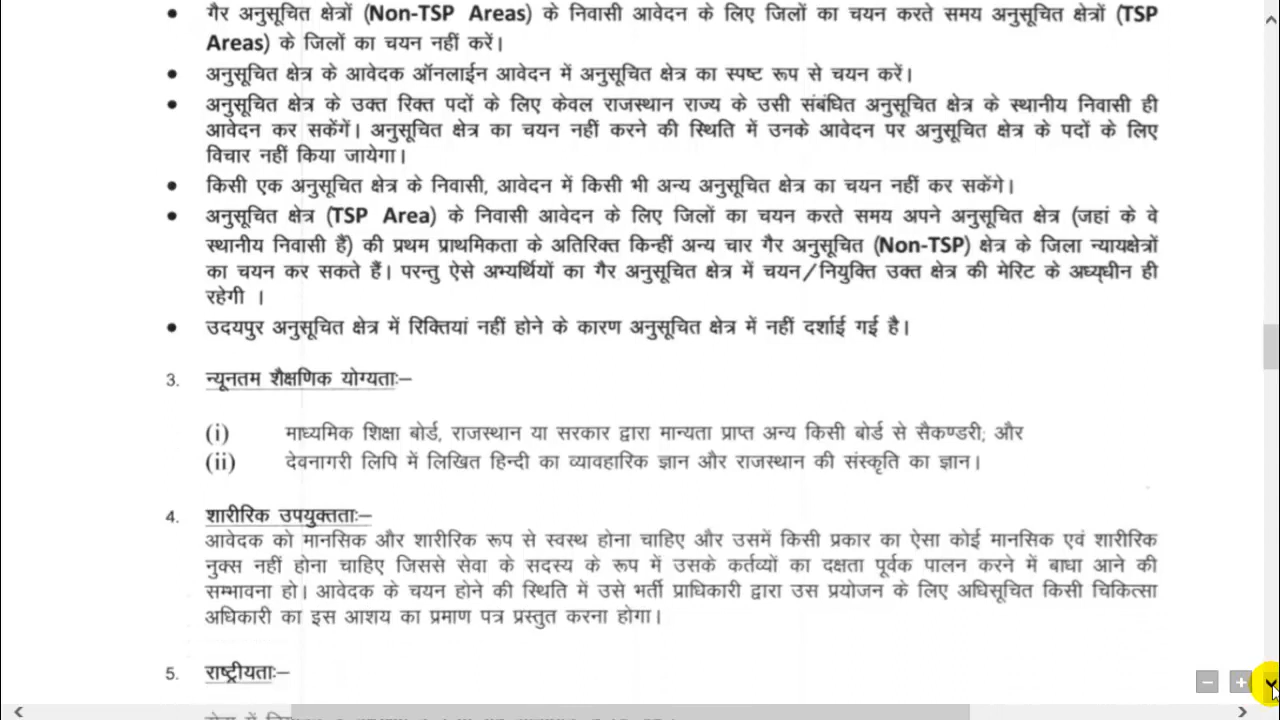 • गैर अनुसूचित क्षेत्रों (Non-TSP Areas) के निवासी आवेदन के लिए जिलों का चयन करते समय अनुसूचित क्षेत्रों (TSP
Areas) के जिलों का चयन नहीं करें।
• अनुसूचित क्षेत्र के आवेदक ऑनलाईन आवेदन में अनुसूचित क्षेत्र का स्पष्ट रूप से चयन करें।
• अनुसूचित क्षेत्र के उक्त रिक्त पदों के लिए केवल राजस्थान राज्य के उसी संबंधित अनुसूचित क्षेत्र के स्थानीय निवासी ही
आवेदन कर सकेंगें। अनुसूचित क्षेत्र का चयन नहीं करने की स्थिति में उनके आवेदन पर अनुसूचित क्षेत्र के पदों के लिए
विचार नहीं किया जायेगा।
• किसी एक अनुसूचित क्षेत्र के निवासी, आवेदन में किसी भी अन्य अनुसूचित क्षेत्र का चयन नहीं कर सकेंगे।
• अनुसूचित क्षेत्र (TSP Area) के निवासी आवेदन के लिए जिलों का चयन करते समय अपने अनुसूचित क्षेत्र (जहां के वे
स्थानीय निवासी हैं) की प्रथम प्राथमिकता के अतिरिक्त किन्हीं अन्य चार गैर अनुसूचित (Non-TSP) क्षेत्र के जिला न्यायक्षेत्रों
का चयन कर सकते हैं। परन्तु ऐसे अभ्यर्थियों का गैर अनुसूचित क्षेत्र में चयन/नियुक्ति उक्त क्षेत्र की मेरिट के अध्यधीन ही
रहेगी ।
• उदयपुर अनुसूचित क्षेत्र में रिक्तियां नहीं होने के कारण अनुसूचित क्षेत्र में नहीं दर्शाई गई है।
3. न्यूनतम शैक्षणिक योग्यताः–
(i) माध्यमिक शिक्षा बोर्ड, राजस्थान या सरकार द्वारा मान्यता प्राप्त अन्य किसी बोर्ड से सैकण्डरी; और
(ii) देवनागरी लिपि में लिखित हिन्दी का व्यावहारिक ज्ञान और राजस्थान की संस्कृति का ज्ञान।
4. शारीरिक उपयुक्तताः–
आवेदक को मानसिक और शारीरिक रूप से स्वस्थ होना चाहिए और उसमें किसी प्रकार का ऐसा कोई मानसिक एवं शारीरिक
नुक्स नहीं होना चाहिए जिससे सेवा के सदस्य के रूप में उसके कर्तव्यों का दक्षता पूर्वक पालन करने में बाधा आने की
सम्भावना हो। आवेदक के चयन होने की स्थिति में उसे भर्ती प्राधिकारी द्वारा उस प्रयोजन के लिए अधिसूचित किसी चिकित्सा
अधिकारी का इस आशय का प्रमाण पत्र प्रस्तुत करना होगा।
5. राष्ट्रीयताः–